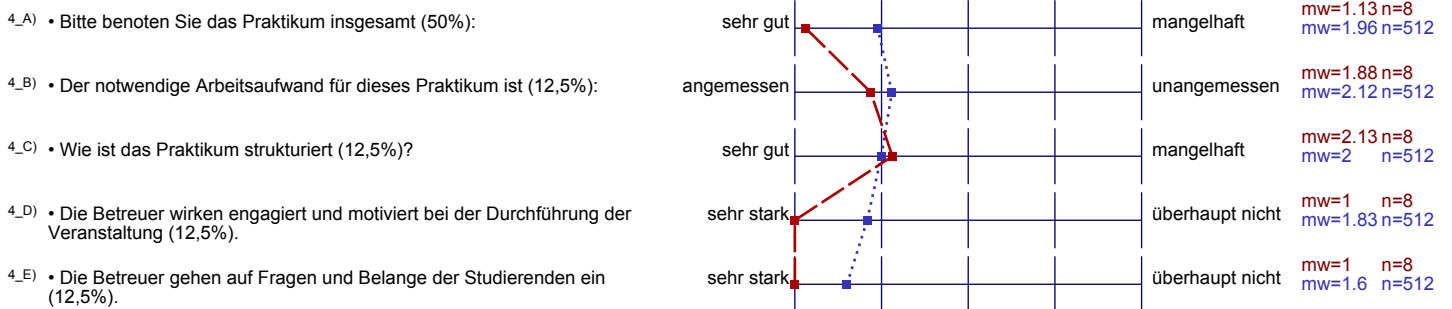 4_A) • Bitte benoten Sie das Praktikum insgesamt (50%): sehr gut mangelhaft mw=1.13 n=8
mw=1.96 n=512
4_B) • Der notwendige Arbeitsaufwand für dieses Praktikum ist (12,5%): angemessen unangemessen mw=1.88 n=8
mw=2.12 n=512
4_C) • Wie ist das Praktikum strukturiert (12,5%)? sehr gut mangelhaft mw=2.13 n=8
mw=2 n=512
4_D) • Die Betreuer wirken engagiert und motiviert bei der Durchführung der sehr stark überhaupt nicht mw=1 n=8
Veranstaltung (12,5%). mw=1.83 n=512
4_E) • Die Betreuer gehen auf Fragen und Belange der Studierenden ein sehr stark überhaupt nicht mw=1 n=8
(12,5%). mw=1.6 n=512